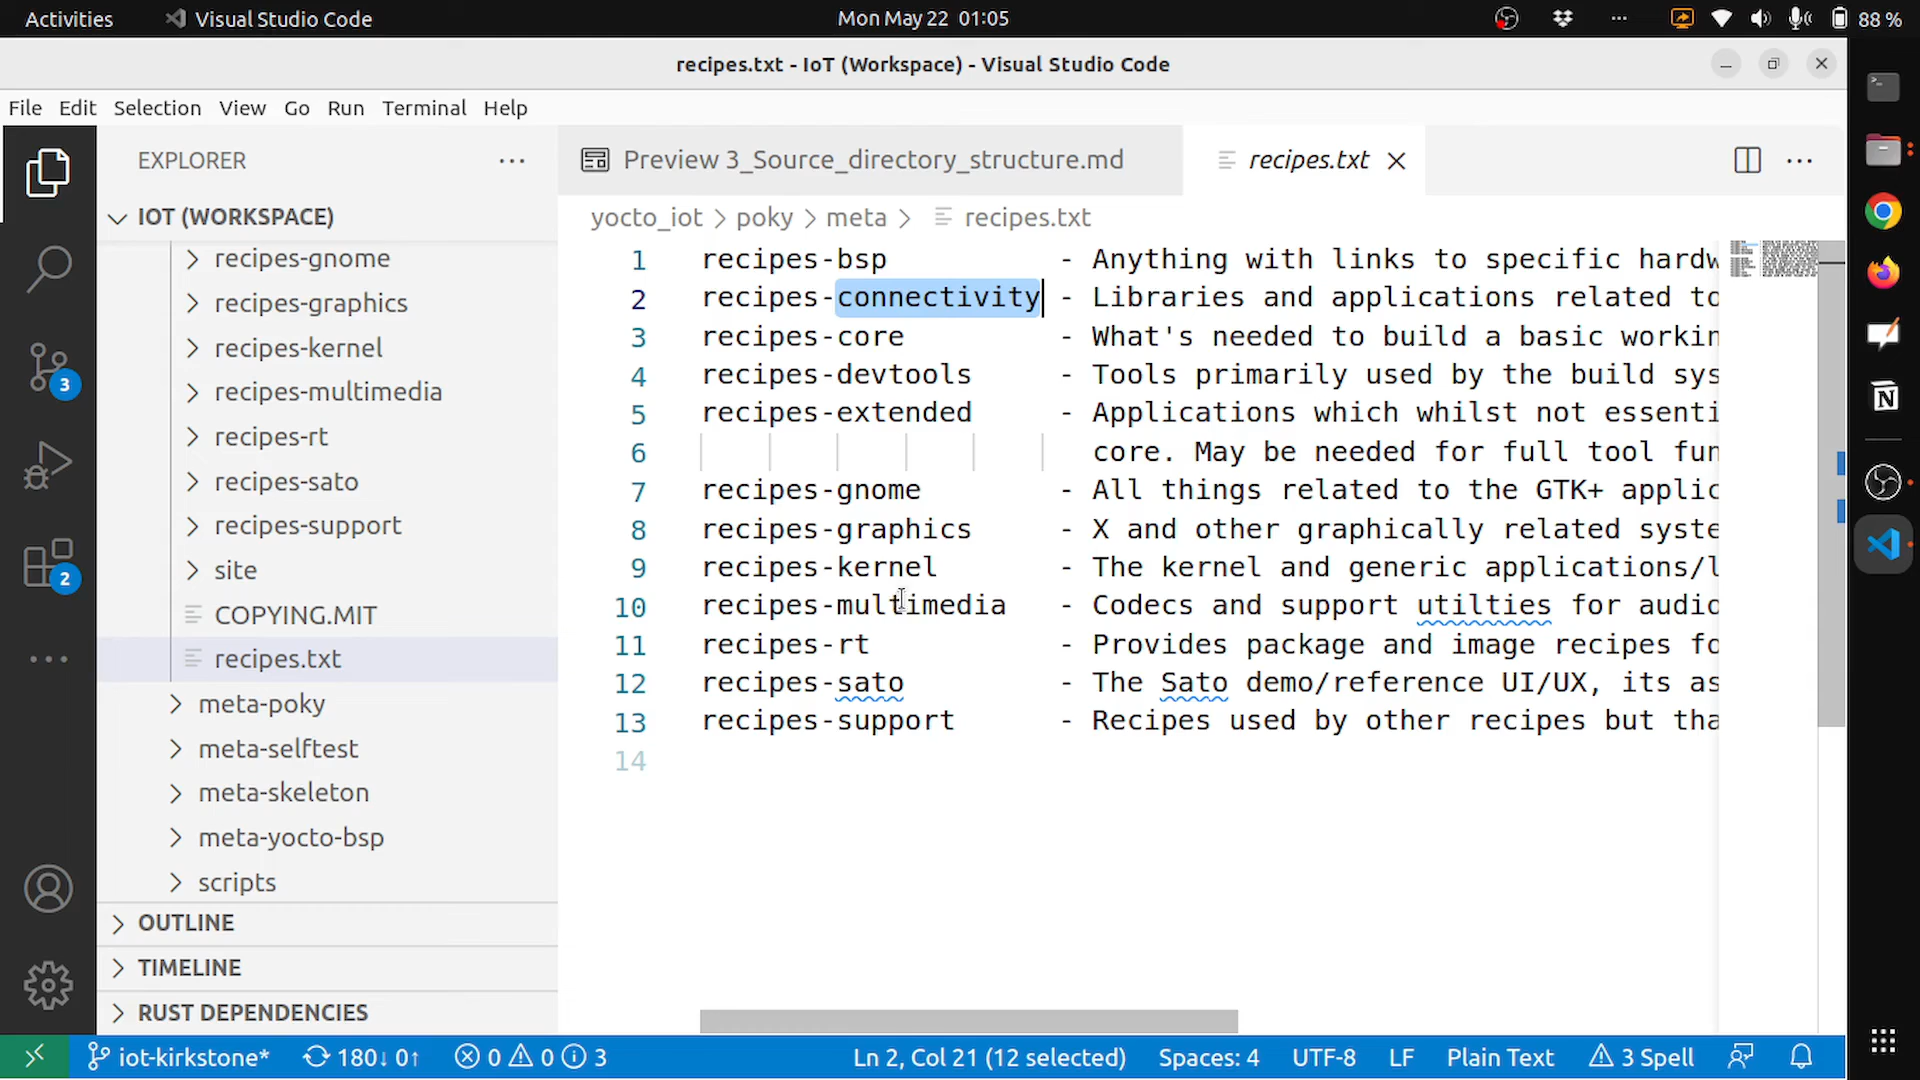 Activities
Visual Studio Code
Mon May 22 01:05
88 %
recipes.txt - IoT (Workspace) - Visual Studio Code
File Edit Selection View Go Run Terminal Help
EXPLORER
Preview 3_Source_directory_structure.md
recipes.txt
IOT (WORKSPACE)
yocto_iot > poky > meta > recipes.txt
recipes-gnome
recipes-graphics
recipes-kernel
recipes-multimedia
recipes-rt
recipes-sato
recipes-support
site
COPYING.MIT
recipes.txt
meta-poky
meta-selftest
meta-skeleton
meta-yocto-bsp
scripts
OUTLINE
TIMELINE
RUST DEPENDENCIES
3
2
1 recipes-bsp - Anything with links to specific hardw
2 recipes-connectivity - Libraries and applications related to
3 recipes-core - What's needed to build a basic workin
4 recipes-devtools - Tools primarily used by the build sys
5 recipes-extended - Applications which whilst not essenti
6 core. May be needed for full tool fun
7 recipes-gnome - All things related to the GTK+ applic
8 recipes-graphics - X and other graphically related syste
9 recipes-kernel - The kernel and generic applications/l
10 recipes-multimedia - Codecs and support utilties for audio
11 recipes-rt - Provides package and image recipes fo
12 recipes-sato - The Sato demo/reference UI/UX, its as
13 recipes-support - Recipes used by other recipes but tha
14
iot-kirkstone* 180↓ 0↑ 0 0 3 Ln 2, Col 21 (12 selected) Spaces: 4 UTF-8 LF Plain Text 3 Spell